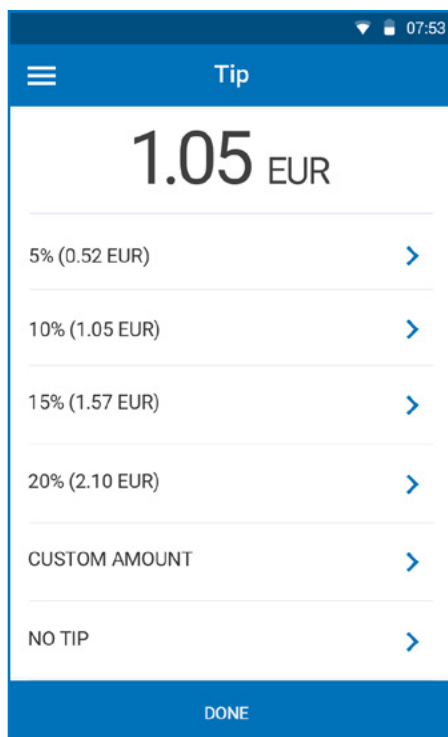 07:53
Tip
1.05 EUR
5% (0.52 EUR)
10% (1.05 EUR)
15% (1.57 EUR)
20% (2.10 EUR)
CUSTOM AMOUNT
NO TIP
DONE